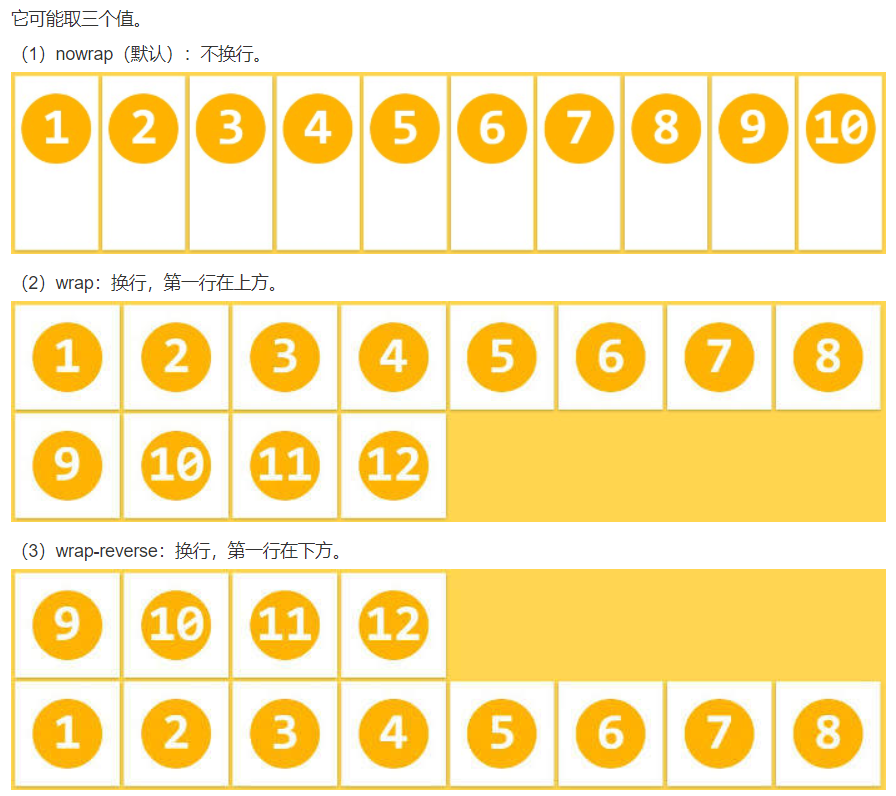 它可能取三个值。
（1）nowrap（默认）：不换行。
1 2 3 4 5 6 7 8 9 10
（2）wrap：换行，第一行在上方。
1 2 3 4 5 6 7 8
9 10 11 12
（3）wrap-reverse：换行，第一行在下方。
9 10 11 12
1 2 3 4 5 6 7 8